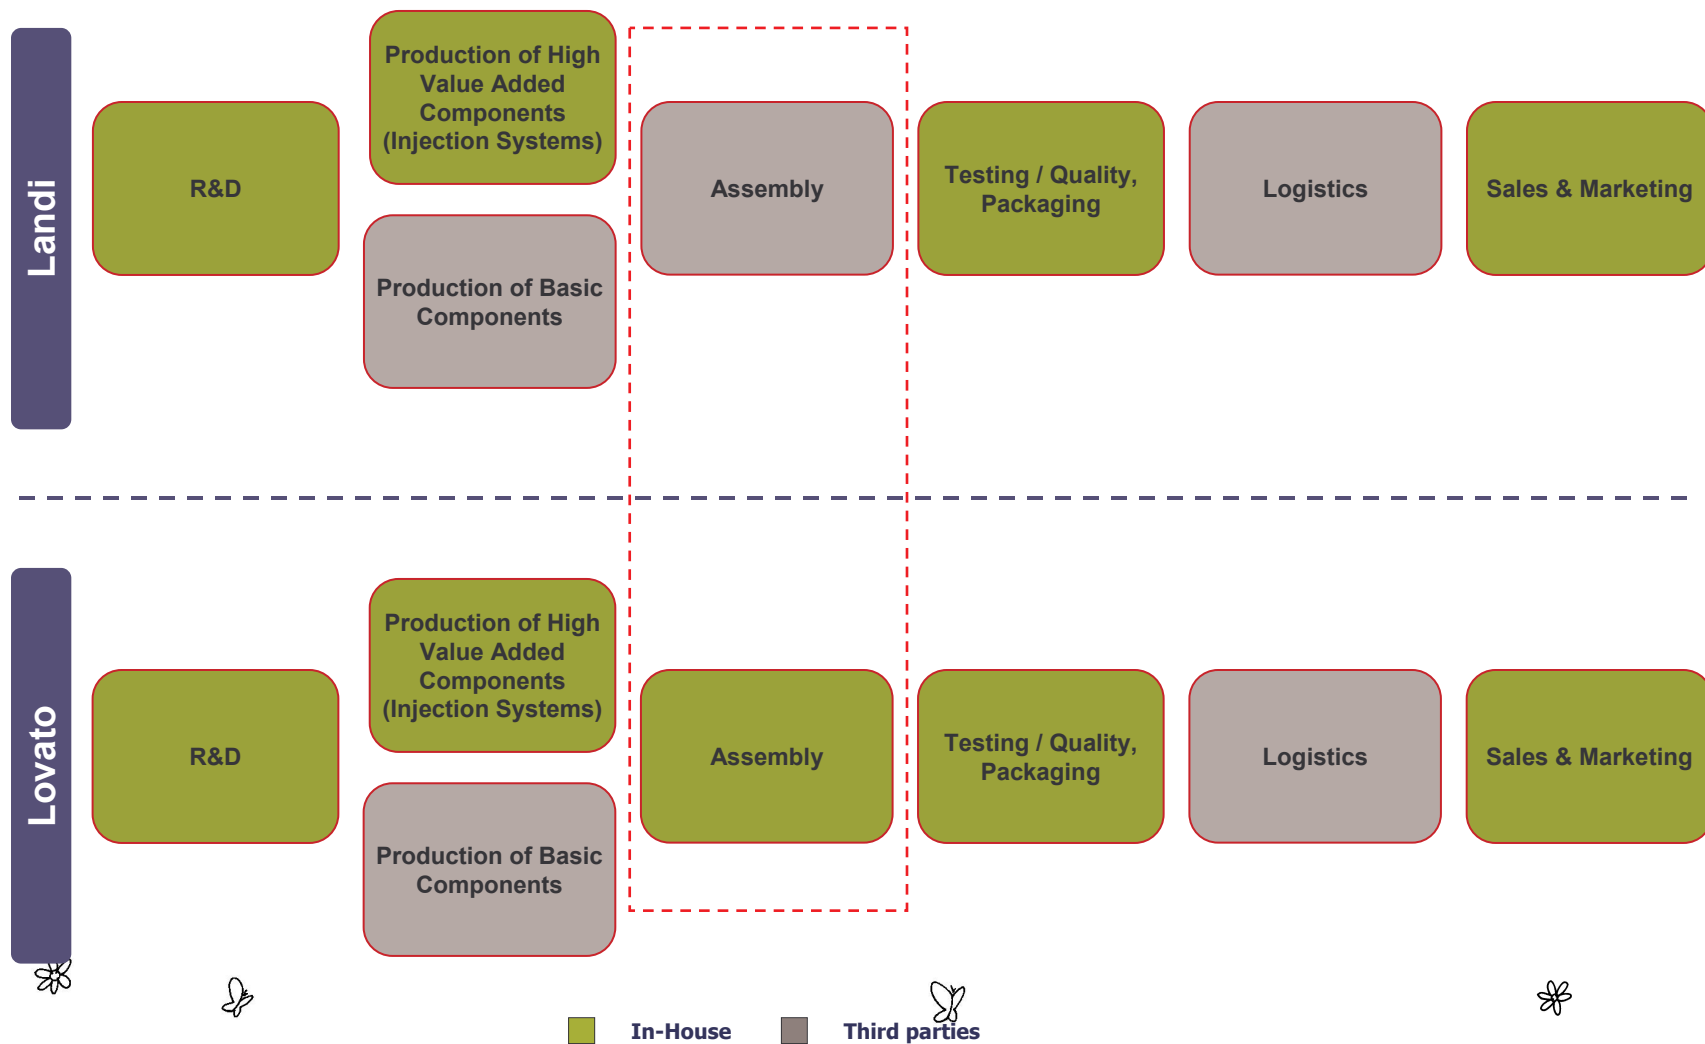 Landi
R&D
Production of High
Value Added
Components
(Injection Systems)
Production of Basic
Components
Assembly
Testing / Quality,
Packaging
Logistics
Sales & Marketing
Lovato
R&D
Production of High
Value Added
Components
(Injection Systems)
Production of Basic
Components
Assembly
Testing / Quality,
Packaging
Logistics
Sales & Marketing
In-House
Third parties